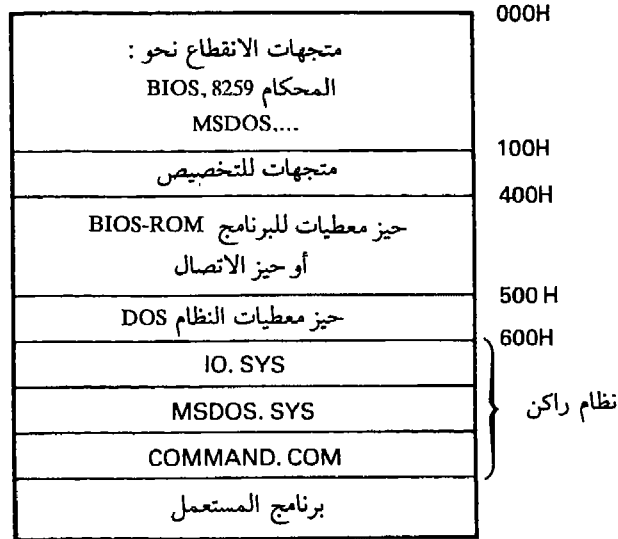 000H
متجهات الانقطاع نحو :
المحكام 8259 ,BIOS
MSDOS,...
100H
متجهات للتخصيص
400H
حيز معطيات للبرنامج BIOS-ROM
أو حيز الاتصال
500 H
حيز معطيات النظام DOS
600H
IO. SYS
MSDOS. SYS
نظام راكن
COMMAND. COM
برنامج المستعمل